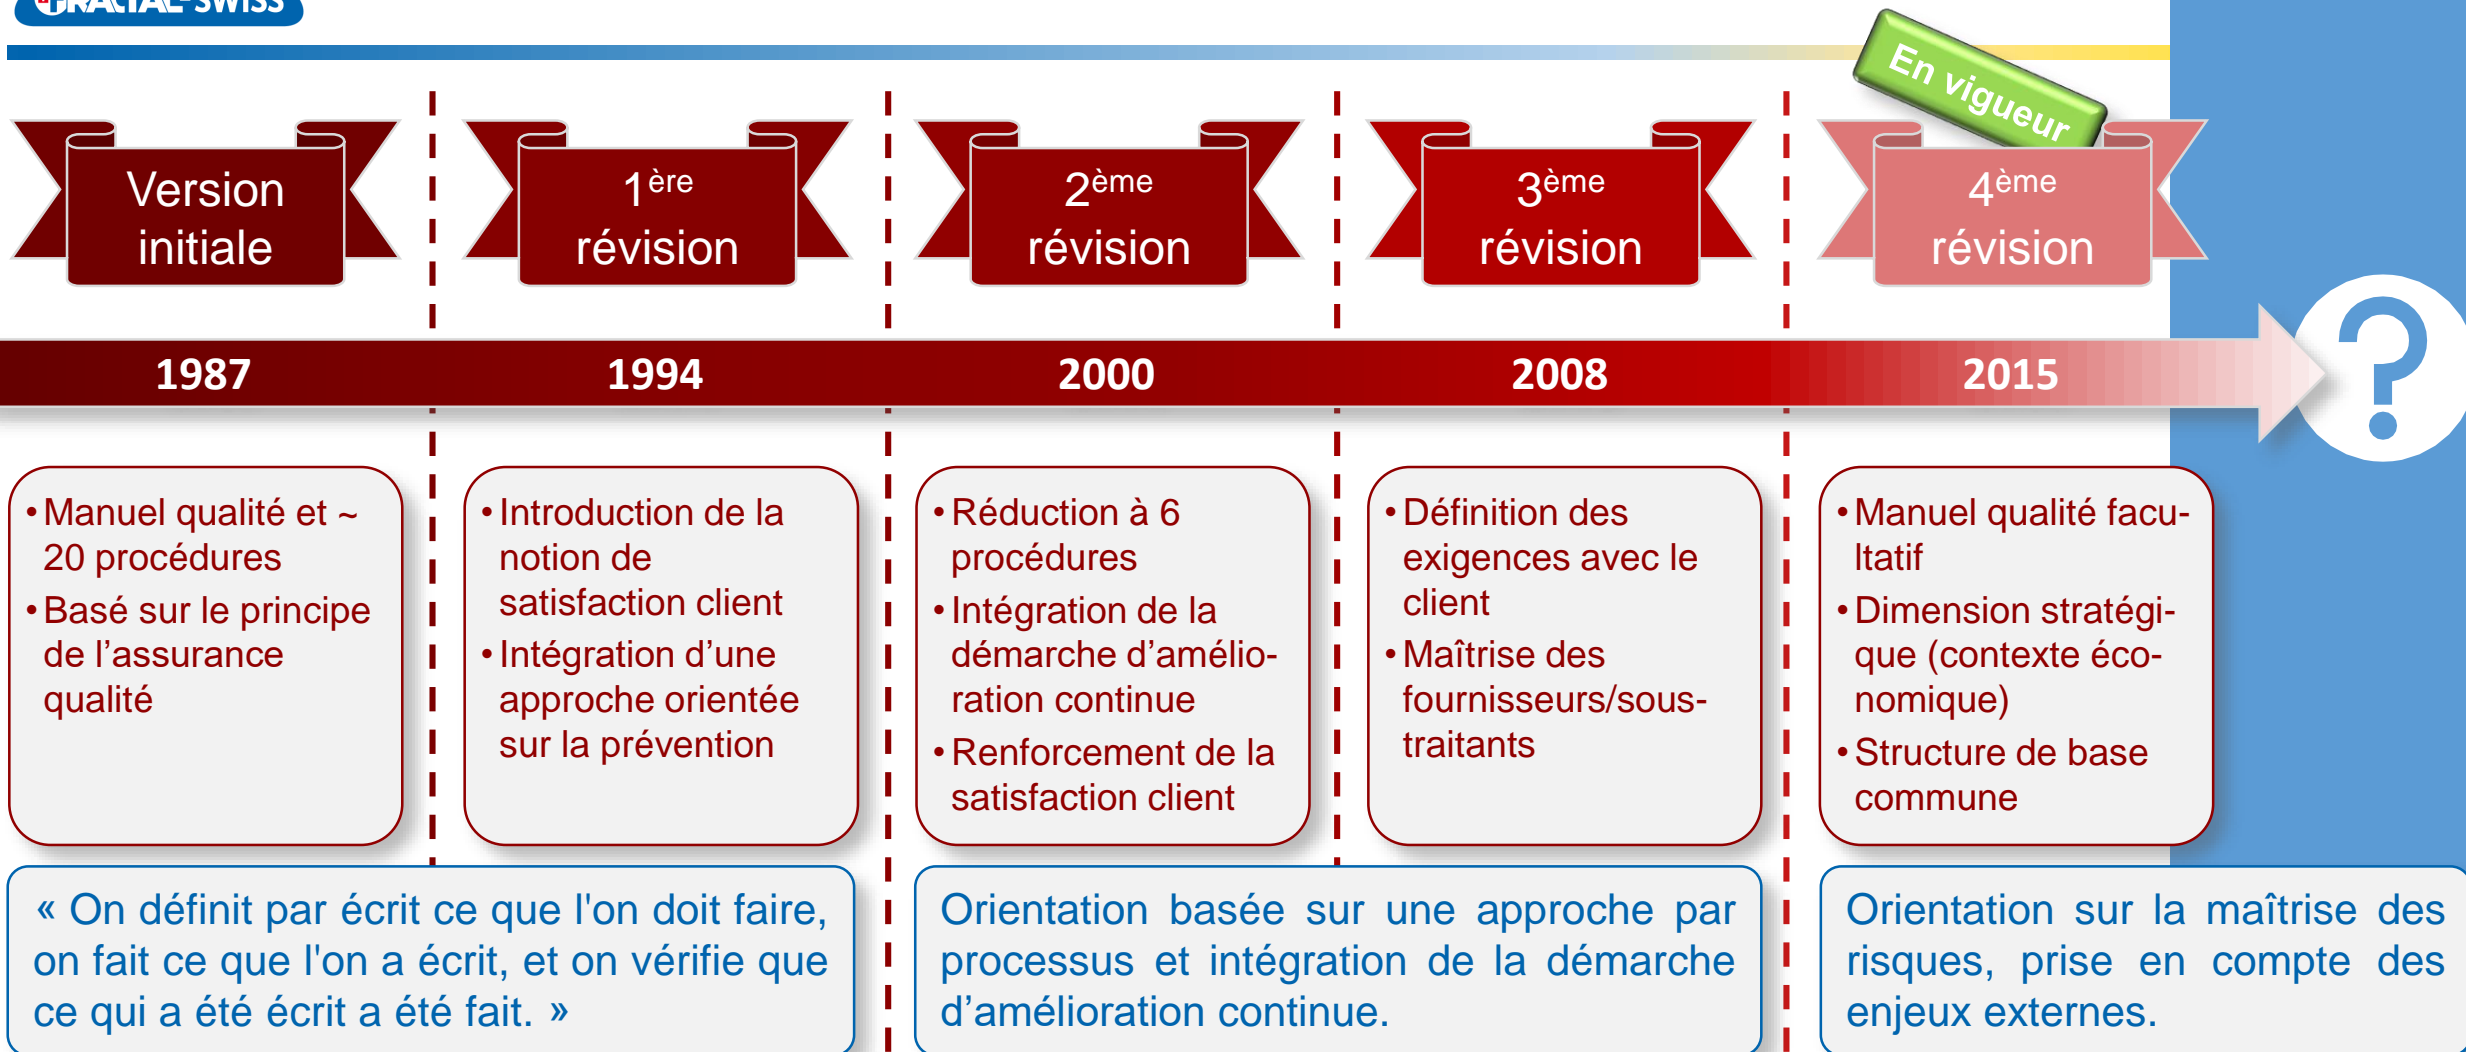 FRACTAL-SWISS
En vigueur
Version
initiale
1ère
révision
2ème
révision
3ème
révision
4ème
révision
1987
1994
2000
2008
2015
?
•Manuel qualité et ~
20 procédures
•Basé sur le principe
de l’assurance
qualité
•Introduction de la
notion de
satisfaction client
•Intégration d’une
approche orientée
sur la prévention
•Réduction à 6
procédures
•Intégration de la
démarche d’amélio-
ration continue
•Renforcement de la
satisfaction client
•Définition des
exigences avec le
client
•Maîtrise des
fournisseurs/sous-
traitants
•Manuel qualité facu-
ltatif
•Dimension stratégi-
que (contexte éco-
nomique)
•Structure de base
commune
« On définit par écrit ce que l'on doit faire,
on fait ce que l'on a écrit, et on vérifie que
ce qui a été écrit a été fait. »
Orientation basée sur une approche par
processus et intégration de la démarche
d’amélioration continue.
Orientation sur la maîtrise des
risques, prise en compte des
enjeux externes.